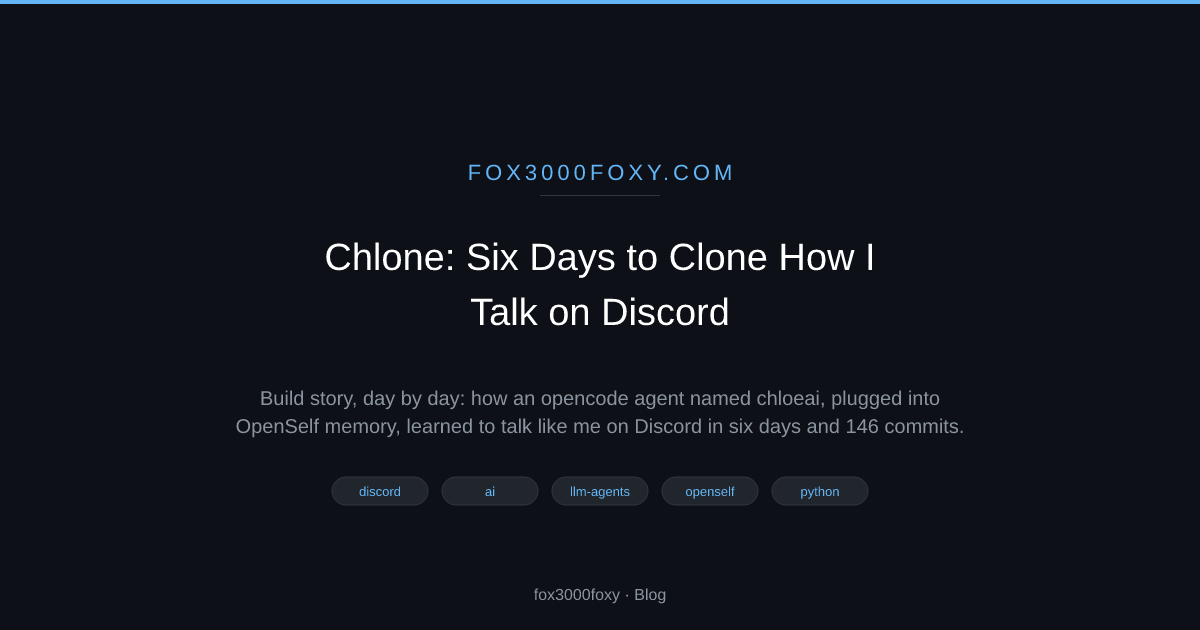 FOX3000FOXY.COM
Chlone: Six Days to Clone How I
Talk on Discord
Build story, day by day: how an opencode agent named chloeai, plugged into
OpenSelf memory, learned to talk like me on Discord in six days and 146 commits.
discord ai llm-agents openself python
fox3000foxy · Blog